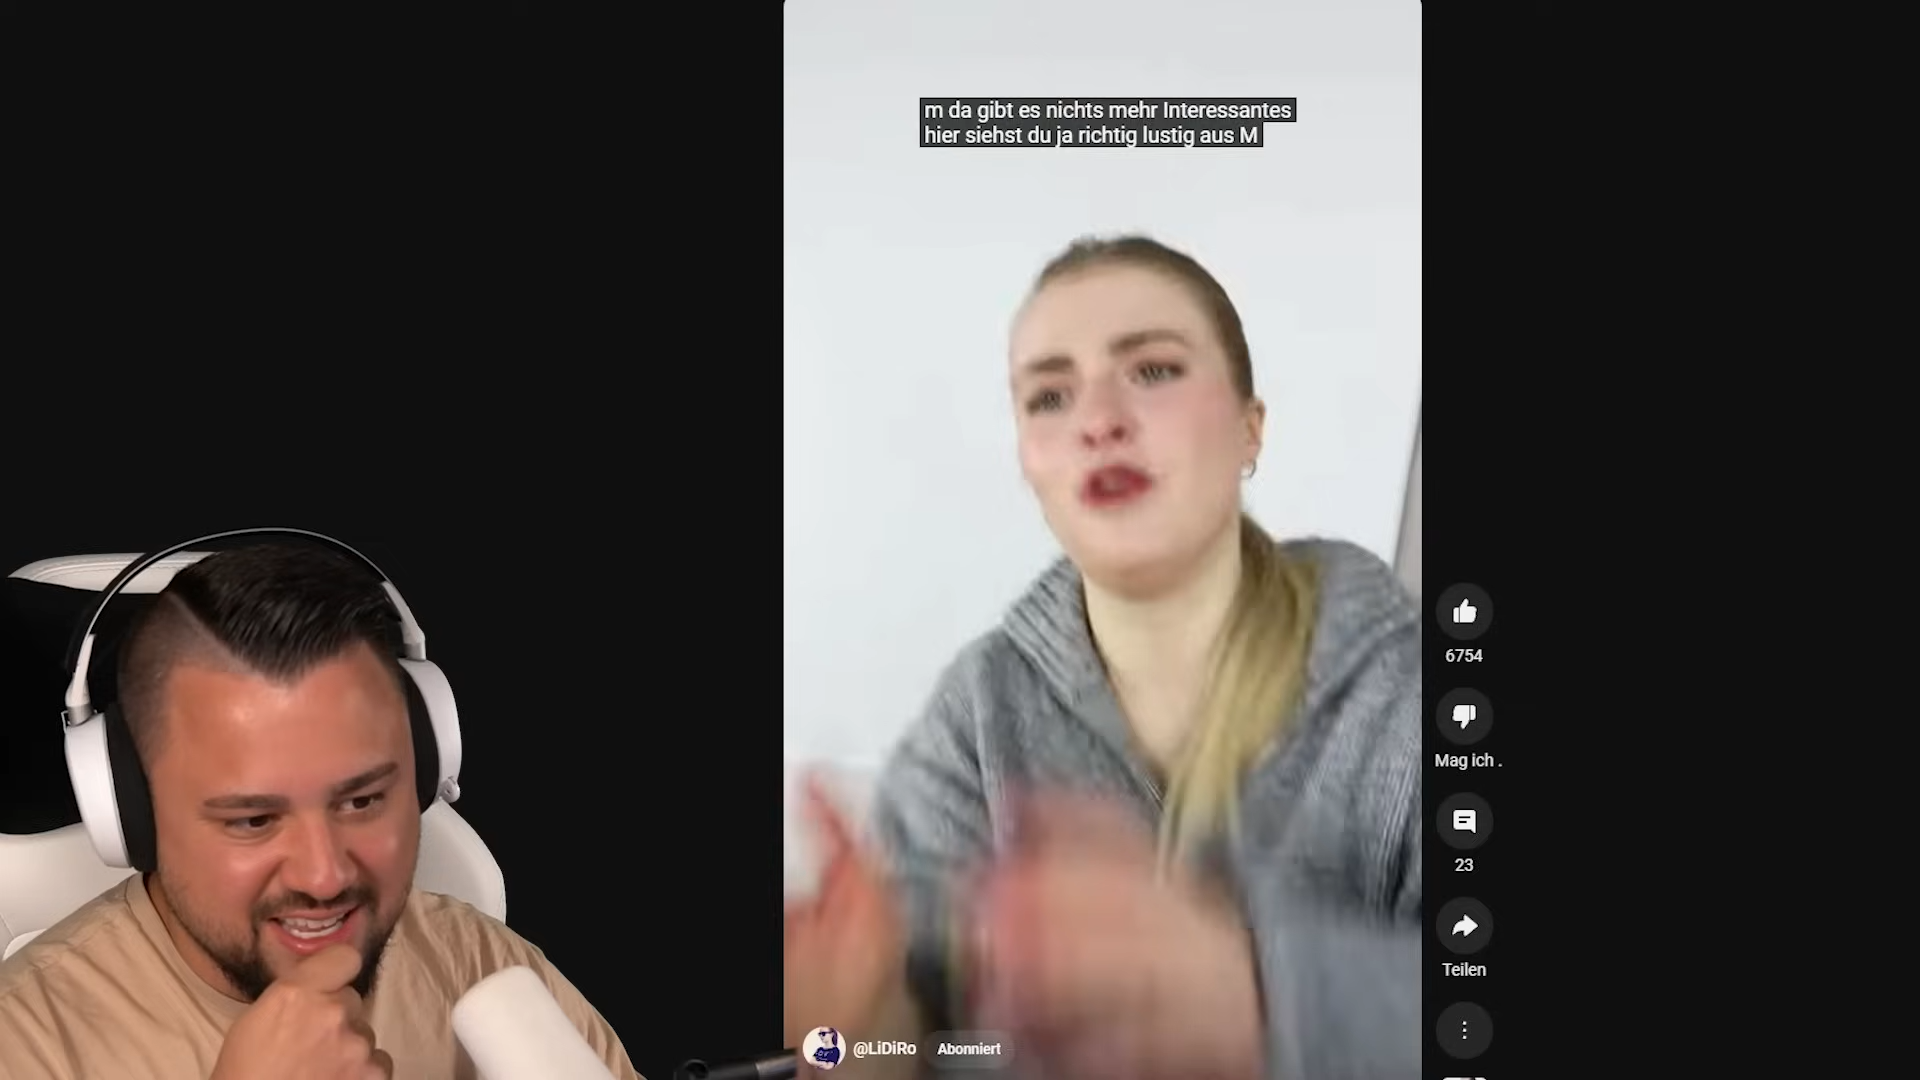 m da gibt es nichts mehr Interessantes
hier siehst du ja richtig lustig aus M
6754
Mag ich .
23
Teilen
@LiDiRo
Abonniert